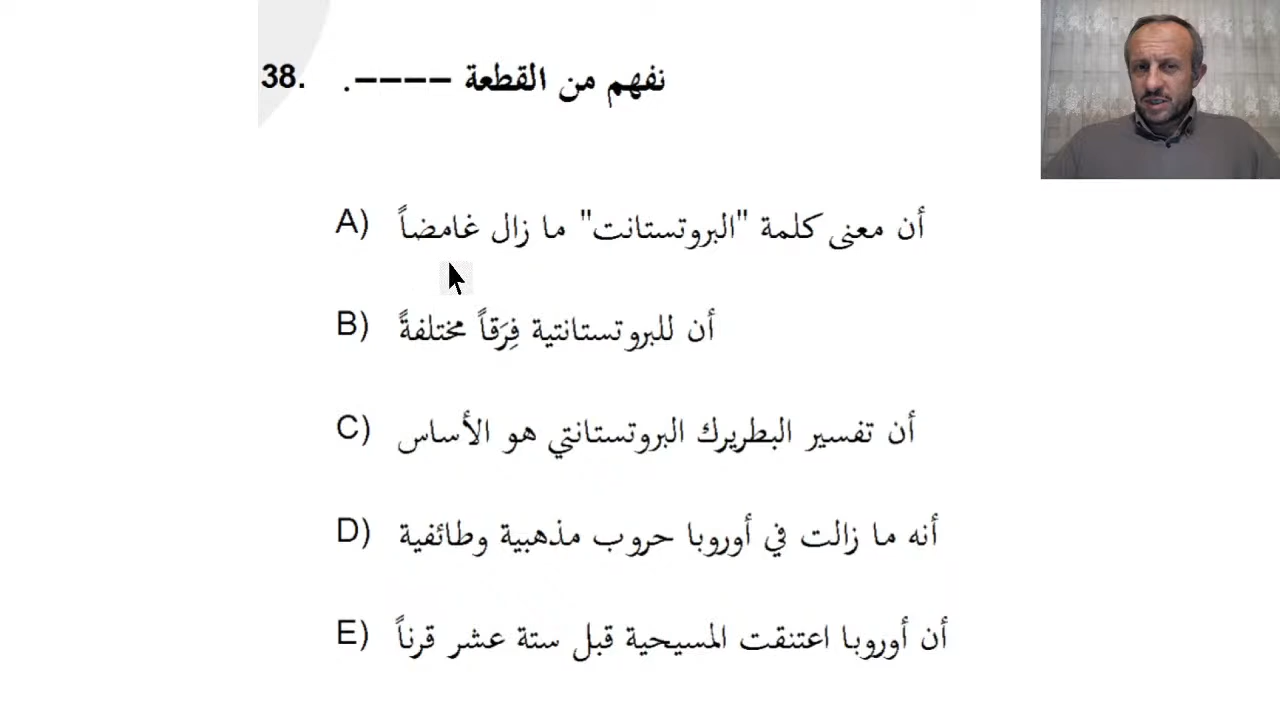 38. نفهم من القطعة ----.
A) أن معنى كلمة "البروتستانت" ما زال غامضاً
B) أن للبروتستانتية فِرَقاً مختلفةً
C) أن تفسير البطريرك البروتستانتي هو الأساس
D) أنه ما زالت في أوروبا حروب مذهبية وطائفية
E) أن أوروبا اعتنقت المسيحية قبل ستة عشر قرناً